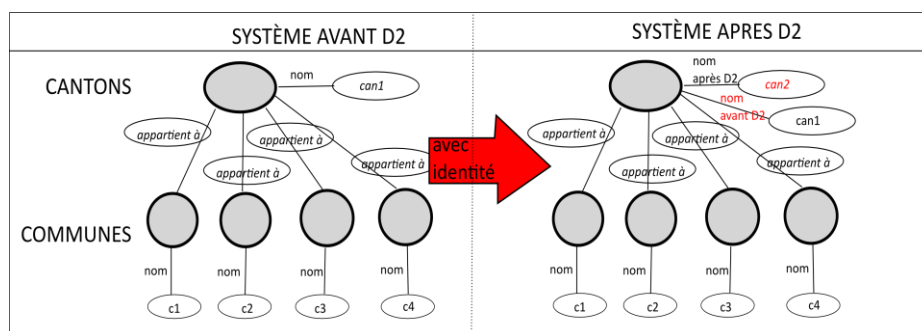 SYSTÈME AVANT D2
SYSTÈME APRES D2
CANTONS
nom
can1
appartient à
appartient à
appartient à
appartient à
avec
identité
nom
après D2
can2
nom
avant D2
can1
appartient à
appartient à
appartient à
appartient à
COMMUNES
nom
nom
nom
nom
c1
c2
c3
c4
nom
nom
nom
nom
c1
c2
c3
c4